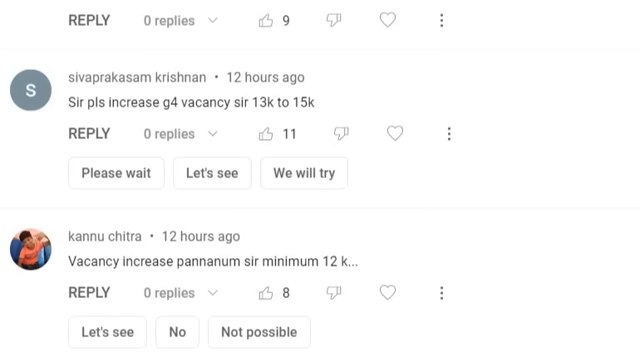 REPLY 0 replies 9
S
sivaprakasam krishnan • 12 hours ago
Sir pls increase g4 vacancy sir 13k to 15k
REPLY 0 replies 11
Please wait Let's see We will try
kannu chitra • 12 hours ago
Vacancy increase pannanum sir minimum 12 k...
REPLY 0 replies 8
Let's see No Not possible